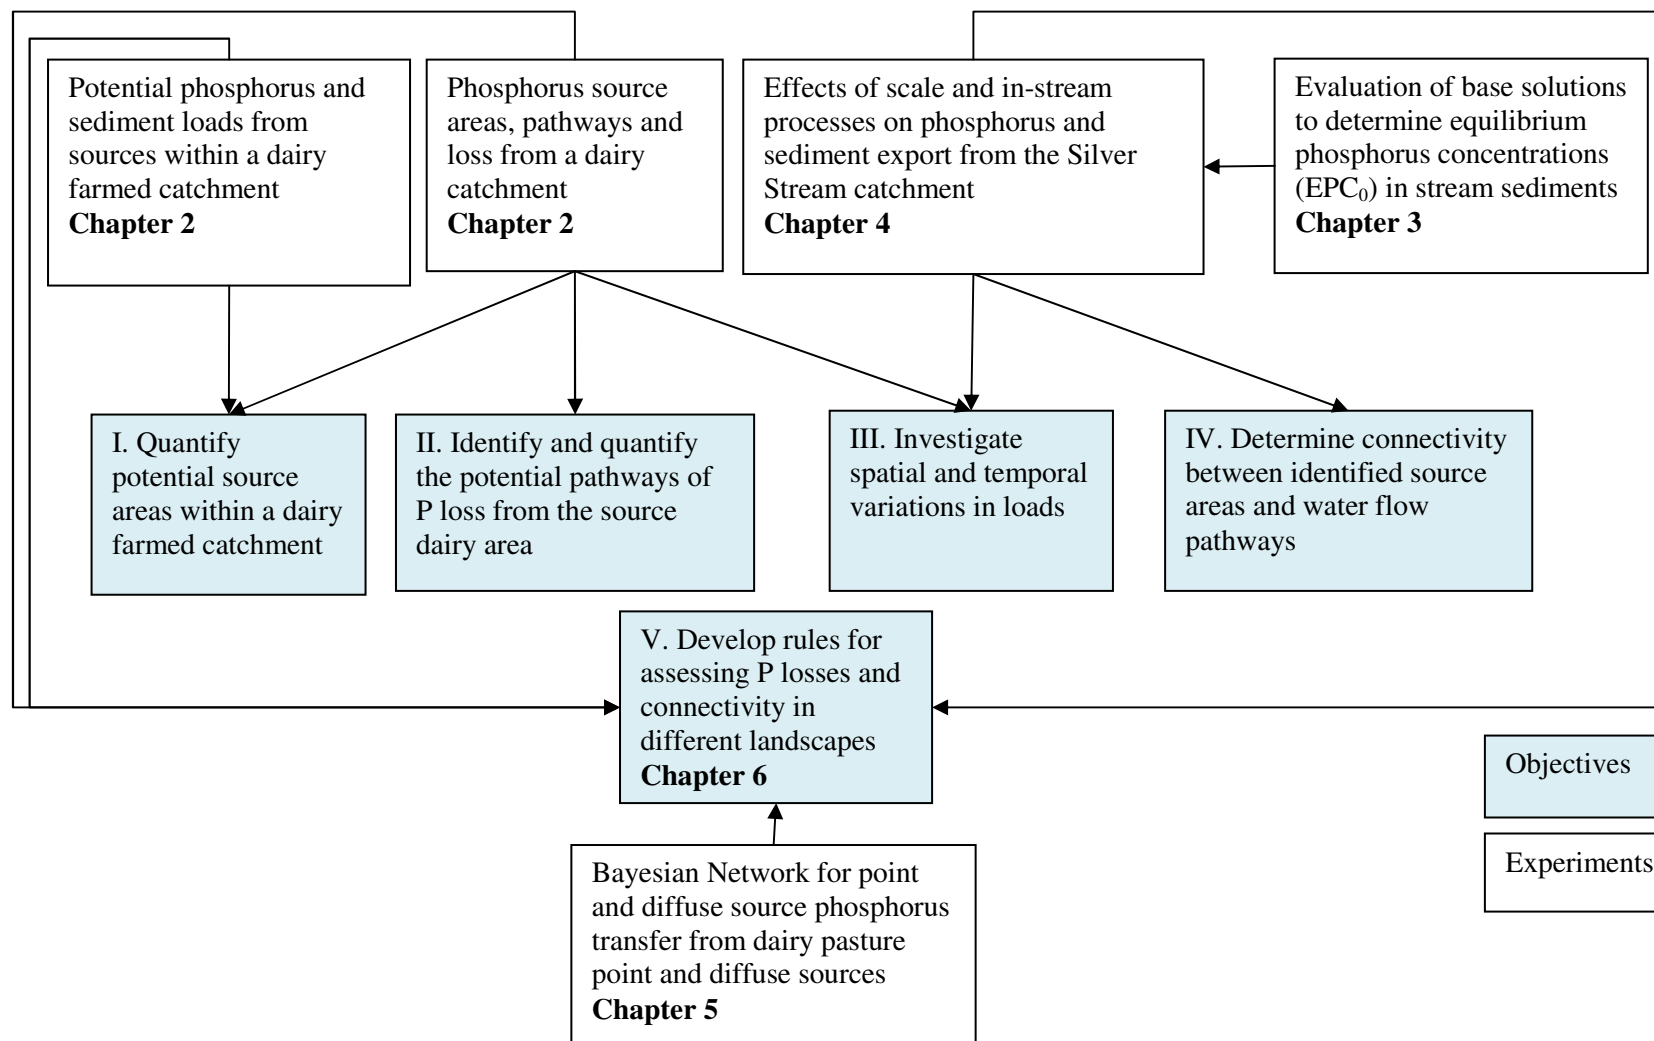 Potential phosphorus and
sediment loads from
sources within a dairy
farmed catchment
Chapter 2
Phosphorus source
areas, pathways and
loss from a dairy
catchment
Chapter 2
Effects of scale and in-stream
processes on phosphorus and
sediment export from the Silver
Stream catchment
Chapter 4
Evaluation of base solutions
to determine equilibrium
phosphorus concentrations
(EPC₀) in stream sediments
Chapter 3
I. Quantify
potential source
areas within a dairy
farmed catchment
II. Identify and quantify
the potential pathways of
P loss from the source
dairy area
III. Investigate
spatial and temporal
variations in loads
IV. Determine connectivity
between identified source
areas and water flow
pathways
V. Develop rules for
assessing P losses and
connectivity in
different landscapes
Chapter 6
Objectives
Experiments
Bayesian Network for point
and diffuse source phosphorus
transfer from dairy pasture
point and diffuse sources
Chapter 5